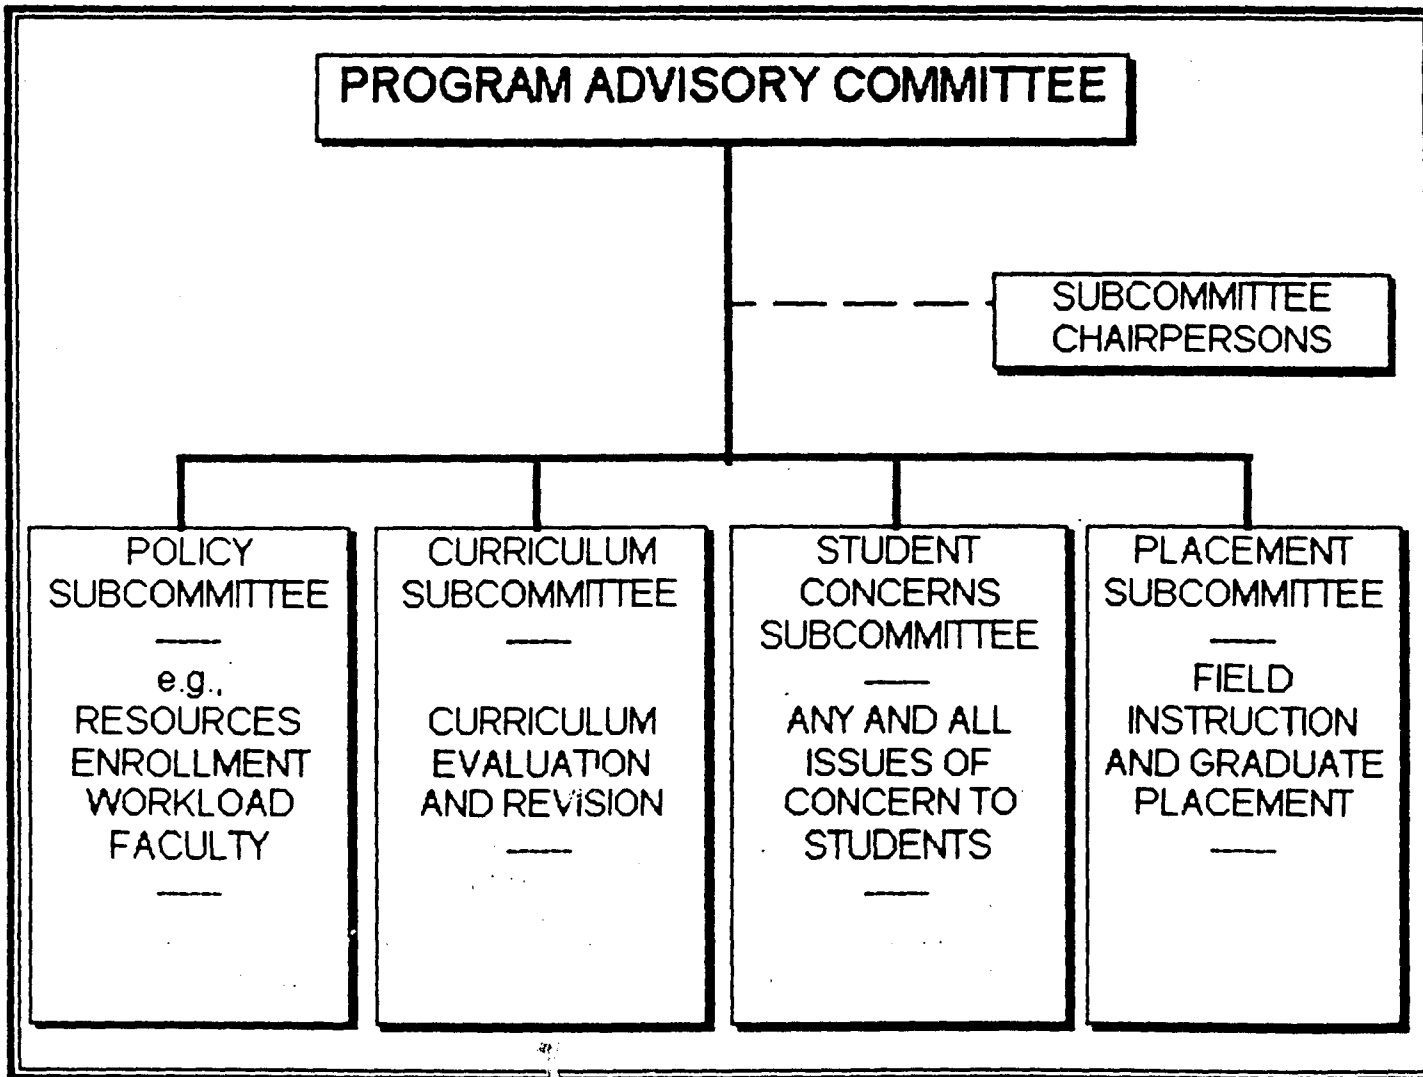 PROGRAM ADVISORY COMMITTEE
SUBCOMMITTEE
CHAIRPERSONS
POLICY
SUBCOMMITTEE
e.g.,
RESOURCES
ENROLLMENT
WORKLOAD
FACULTY
CURRICULUM
SUBCOMMITTEE
CURRICULUM
EVALUATION
AND REVISION
STUDENT
CONCERNS
SUBCOMMITTEE
ANY AND ALL
ISSUES OF
CONCERN TO
STUDENTS
PLACEMENT
SUBCOMMITTEE
FIELD
INSTRUCTION
AND GRADUATE
PLACEMENT